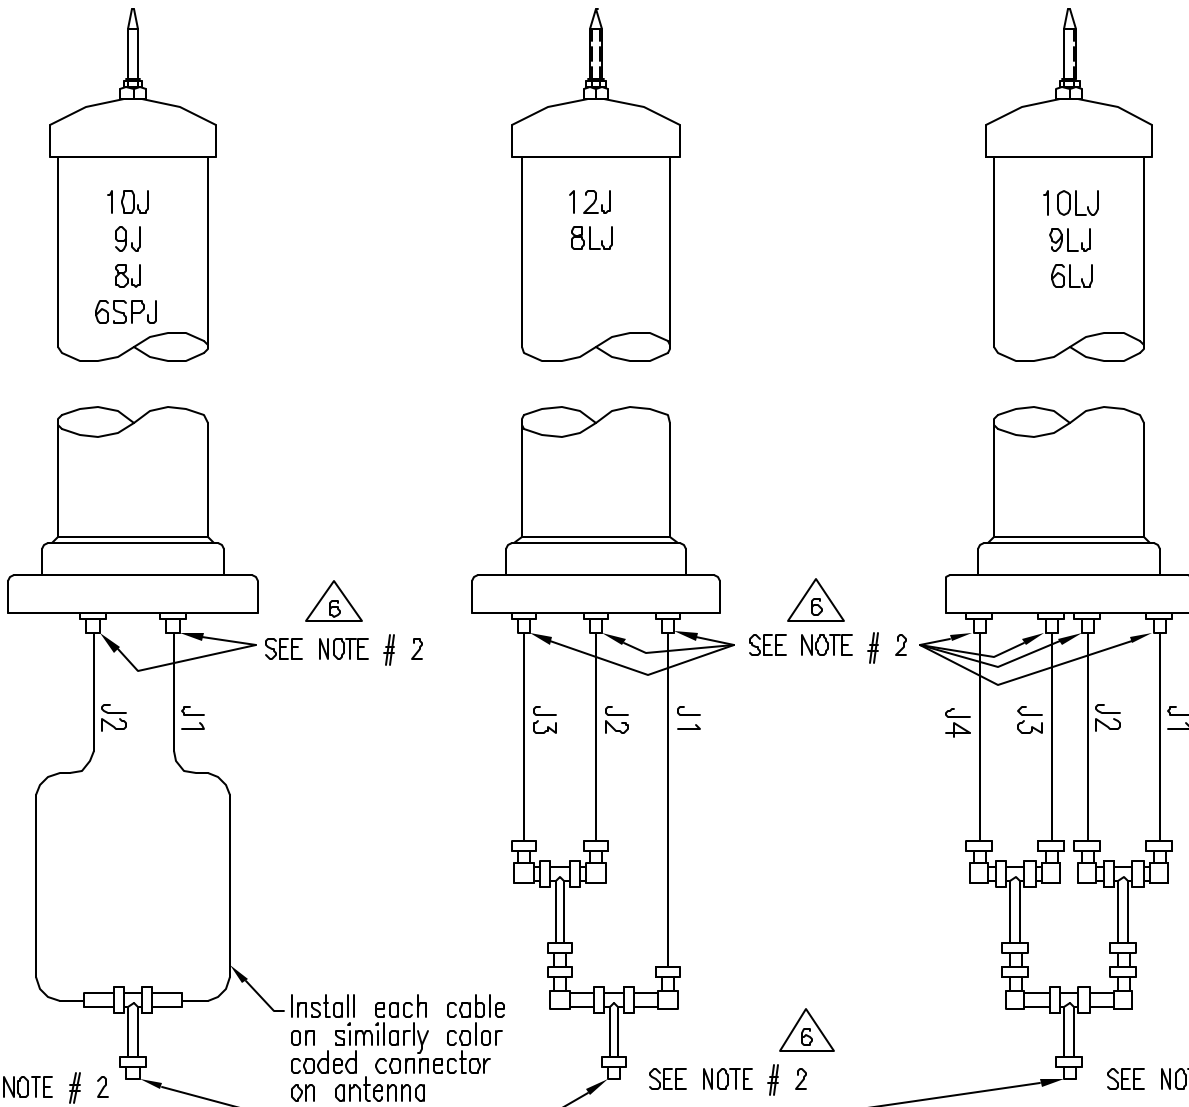 10J
9J
8J
6SPJ
12J
8LJ
10LJ
9LJ
6LJ
6
SEE NOTE # 2
6
SEE NOTE # 2
J2
J1
J3
J2
J1
J4
J3
J2
J1
Install each cable
on similarly color
coded connector
on antenna
6
NOTE # 2
SEE NOTE # 2
SEE NO